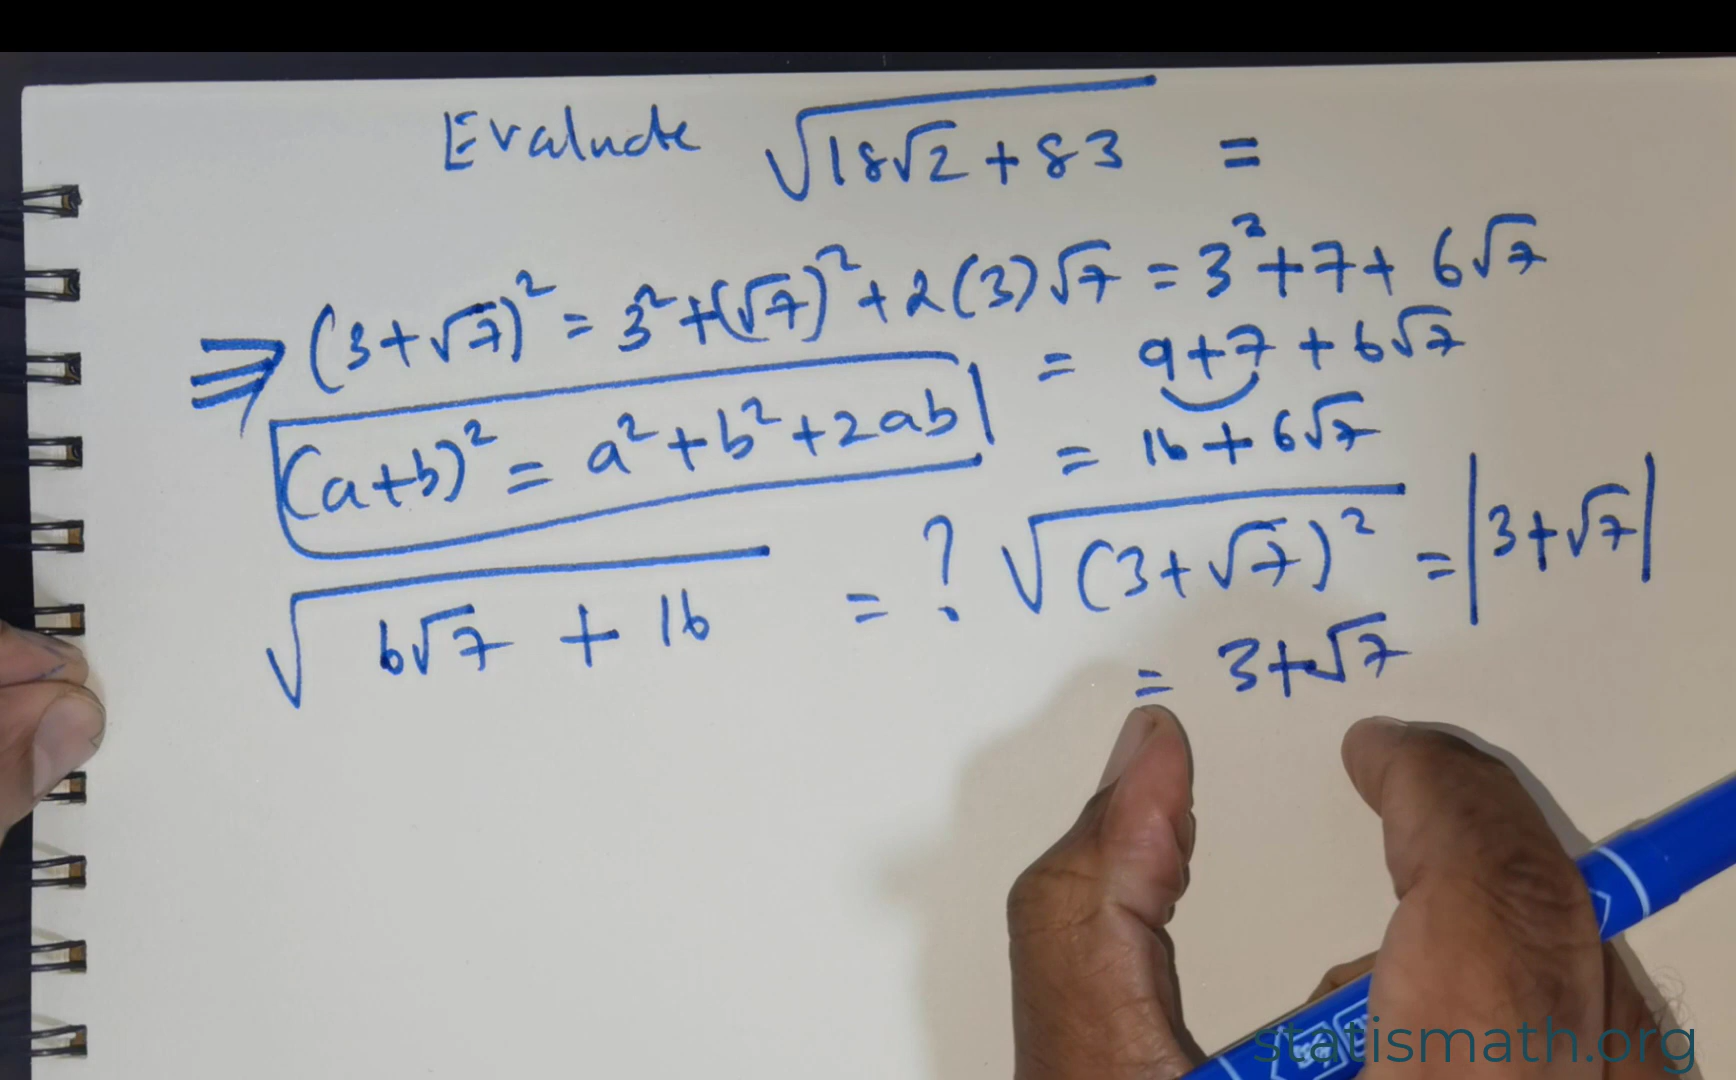 Evaluate √(18√2 + 83) =
⇒ (3+√7)² = 3² + (√7)² + 2(3)√7 = 3² + 7 + 6√7
= 9+7 + 6√7
(a+b)² = a² + b² + 2ab
= 16 + 6√7
√(6√7 + 16) = ? √((3+√7)²) = |3+√7|
= 3+√7
statismath.org